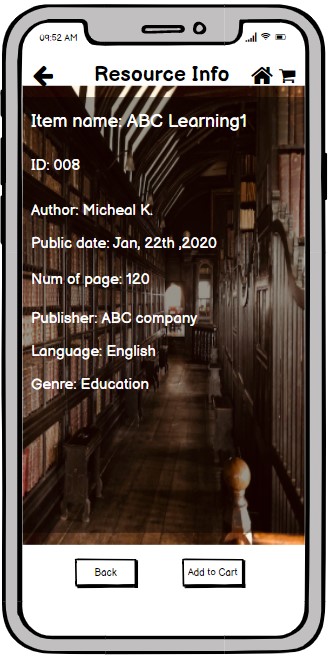 09:52 AM
Resource Info
Item name: ABC Learning1
ID: 008
Author: Micheal K.
Public date: Jan, 22th ,2020
Num of page: 120
Publisher: ABC company
Language: English
Genre: Education
Back
Add to Cart